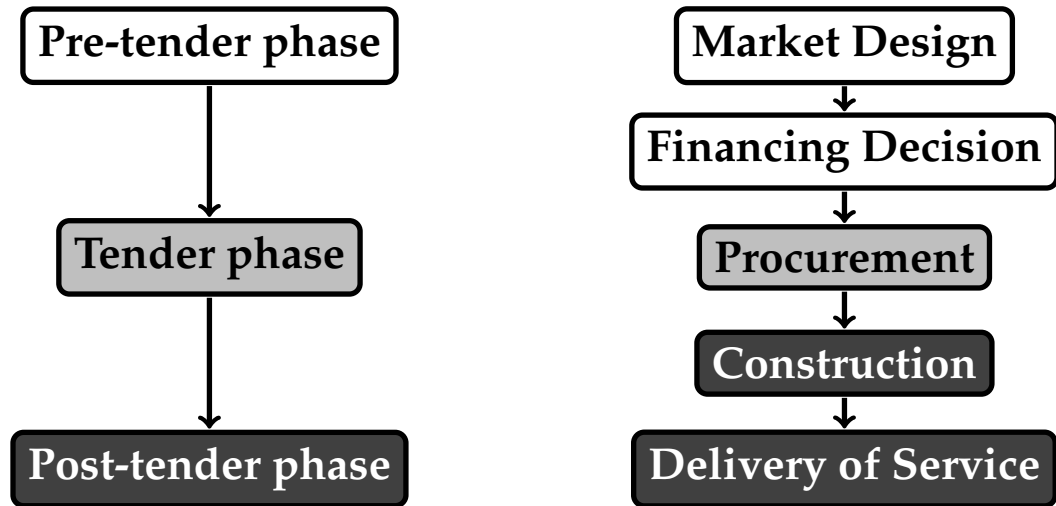 Pre-tender phase
Tender phase
Post-tender phase
Market Design
Financing Decision
Procurement
Construction
Delivery of Service